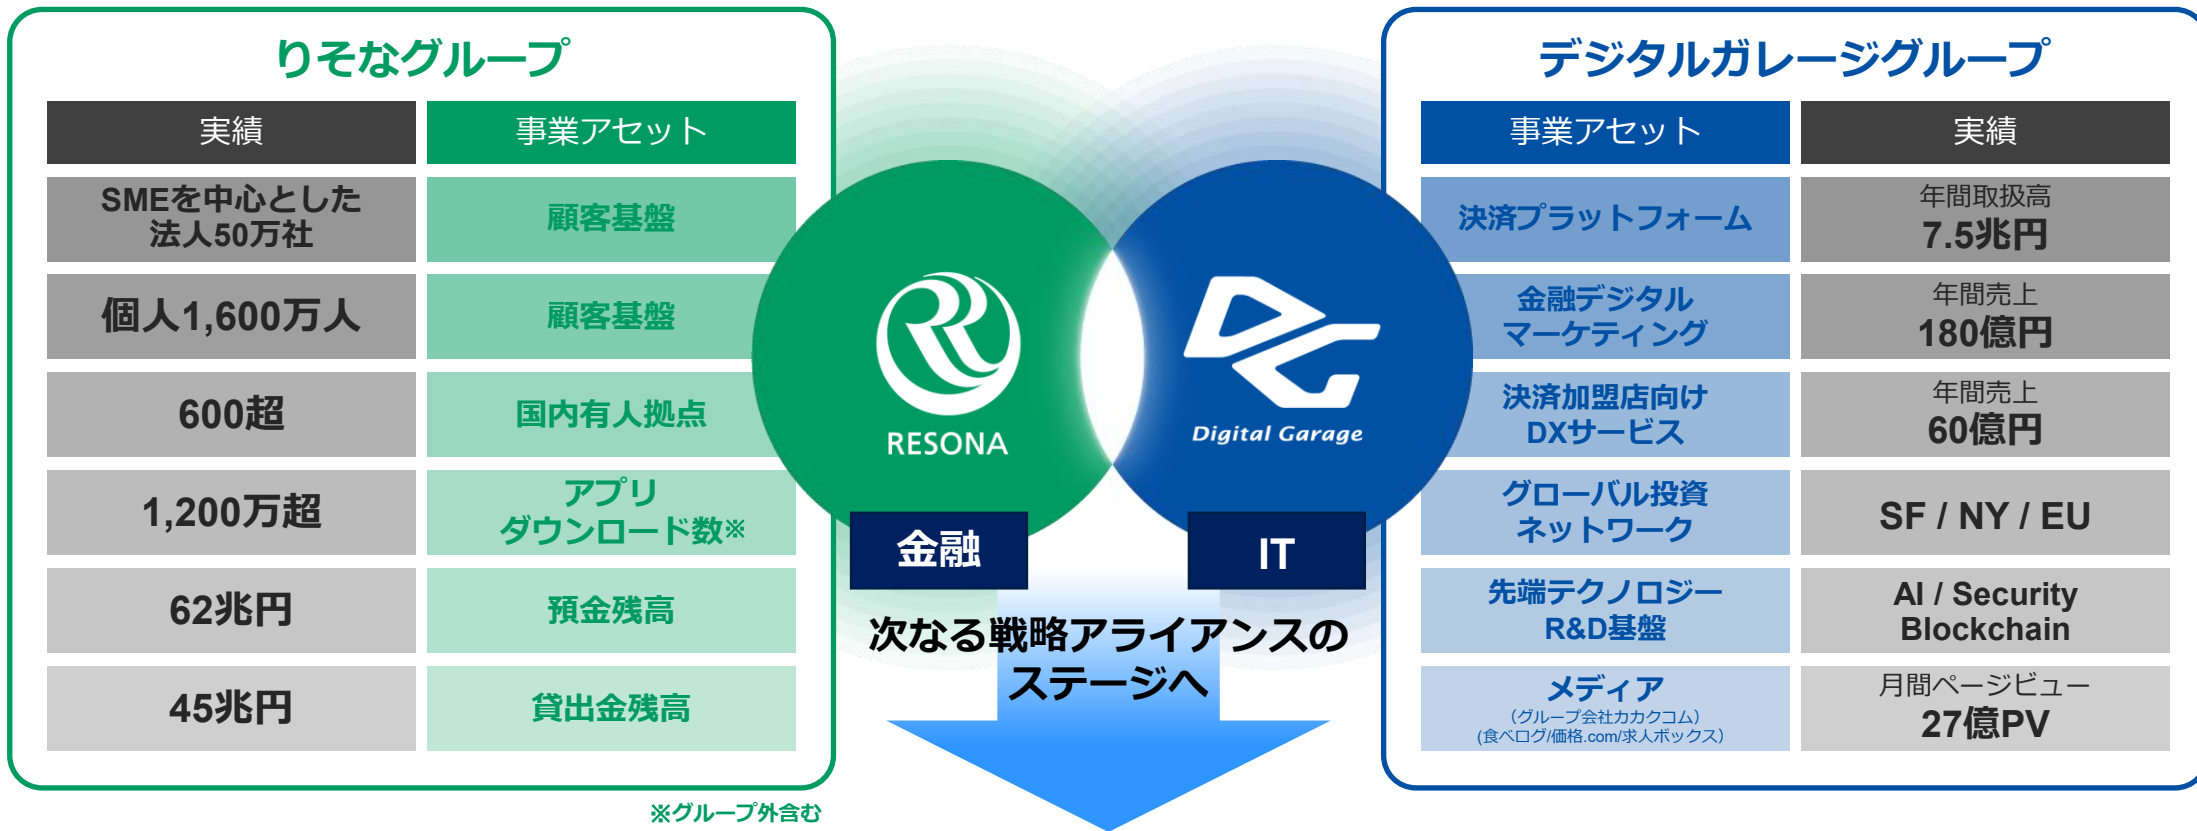 りそなグループ
実績 事業アセット
SMEを中心とした
法人50万社
顧客基盤
個人1,600万人 顧客基盤
600超 国内有人拠点
1,200万超
アプリ
ダウンロード数※
62兆円 預金残高
45兆円 貸出金残高
※グループ外含む
RESONA
Digital Garage
金融
IT
次なる戦略アライアンスの
ステージへ
デジタルガレージグループ
事業アセット 実績
決済プラットフォーム
年間取扱高
7.5兆円
金融デジタル
マーケティング
年間売上
180億円
決済加盟店向け
DXサービス
年間売上
60億円
グローバル投資
ネットワーク
SF / NY / EU
先端テクノロジー
R&D基盤
AI / Security
Blockchain
メディア
（グループ会社カカクコム）
(食べログ/価格.com/求人ボックス）
月間ページビュー
27億PV